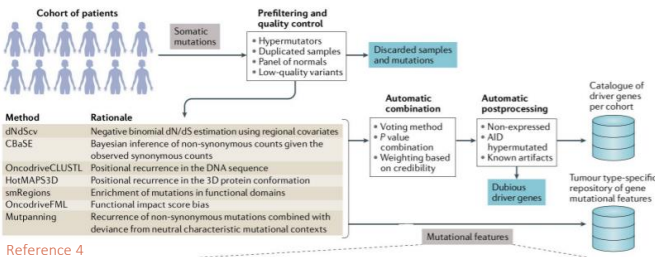 Cohort of patients
Somatic
mutations
Prefiltering and
quality control
• Hypermutators
• Duplicated samples
• Panel of normals
• Low-quality variants
Discarded samples
and mutations
Method Rationale
dNdScv Negative binomial dN/dS estimation using regional covariates
CBaSE Bayesian inference of non-synonymous counts given the
observed synonymous counts
OncodriveCLUSTL Positional recurrence in the DNA sequence
HotMAPS3D Positional recurrence in the 3D protein conformation
smRegions Enrichment of mutations in functional domains
OncodriveFML Functional impact score bias
Mutpanning Recurrence of non-synonymous mutations combined with
deviance from neutral characteristic mutational contexts
Automatic
combination
• Voting method
• P value
combination
• Weighting based
on credibility
Automatic
postprocessing
• Non-expressed
• AID
hypermutated
• Known artifacts
Dubious
driver genes
Catalogue of
driver genes
per cohort
Tumour type-specific
repository of gene
mutational features
Mutational features
Reference 4